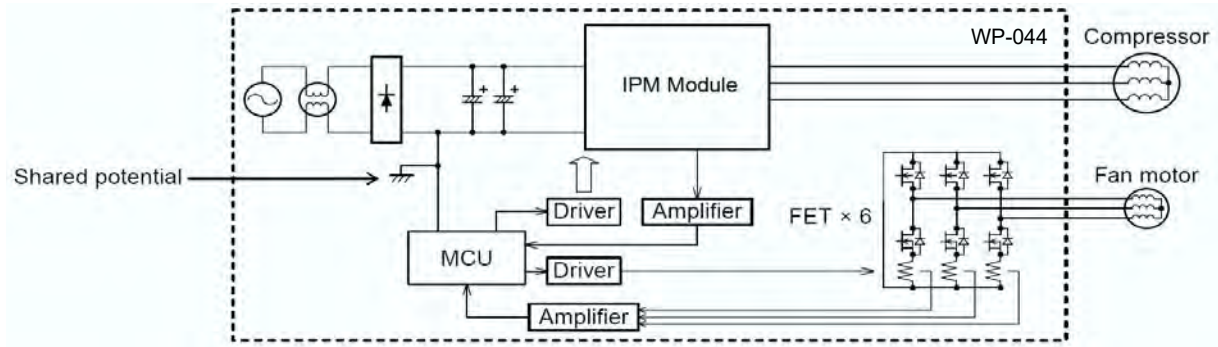 WP-044
Compressor
IPM Module
Shared potential
Fan motor
Driver
Amplifier
FET × 6
MCU
Driver
Amplifier